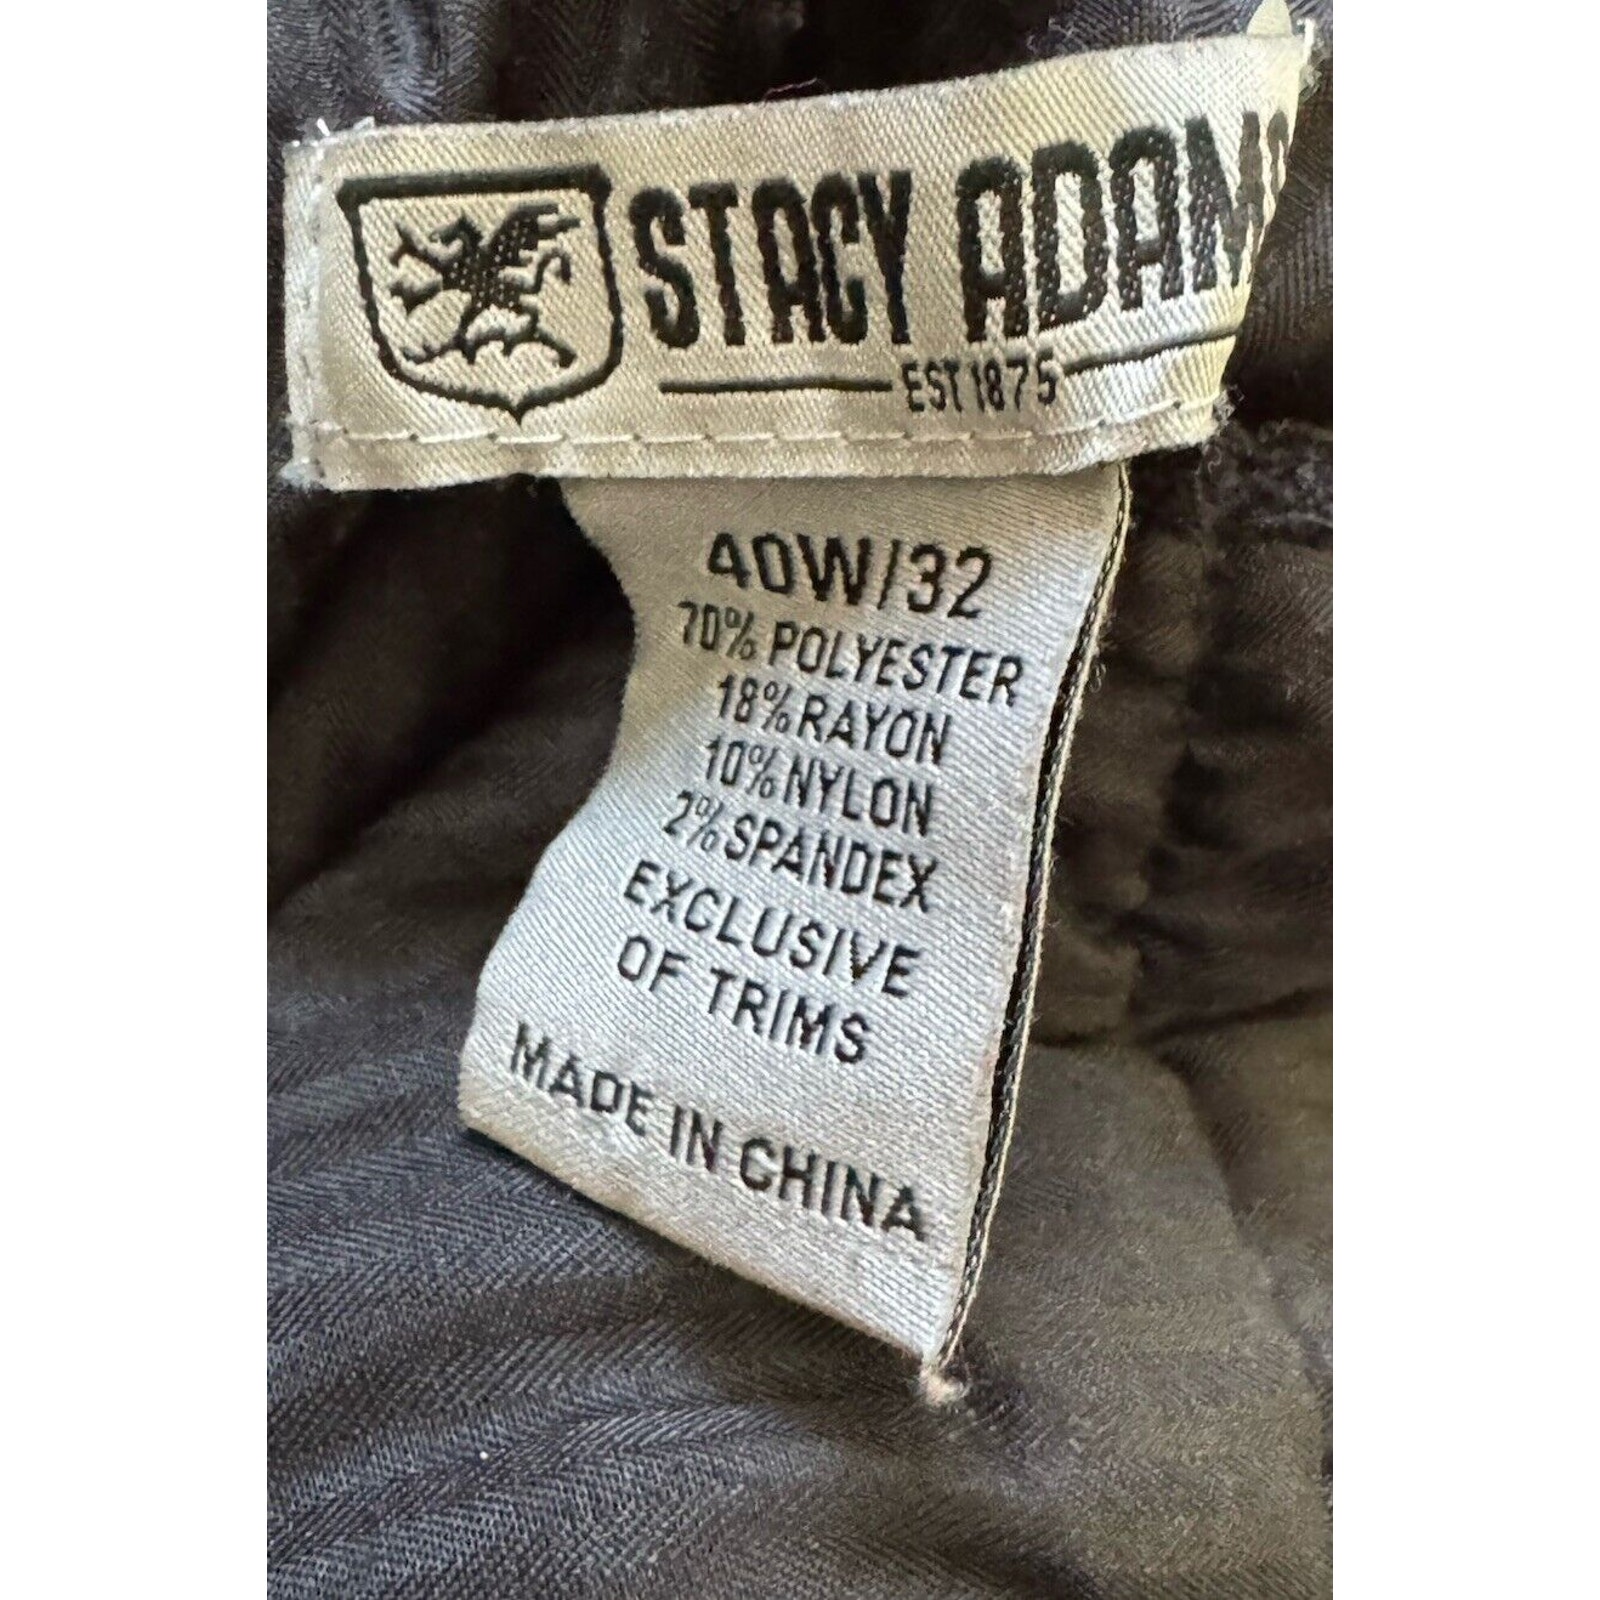 STACY ADAMS
EST 1875
40W/32
70% POLYESTER
18% RAYON
10% NYLON
2% SPANDEX
EXCLUSIVE
OF TRIMS
MADE IN CHINA